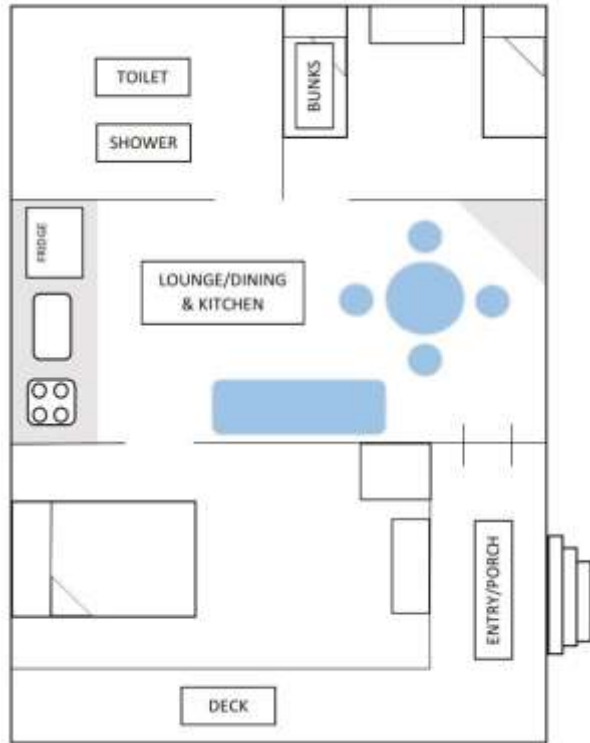 TOILET
SHOWER
BUNKS
FRIDGE
LOUNGE/DINING
& KITCHEN
ENTRY/PORCH
DECK